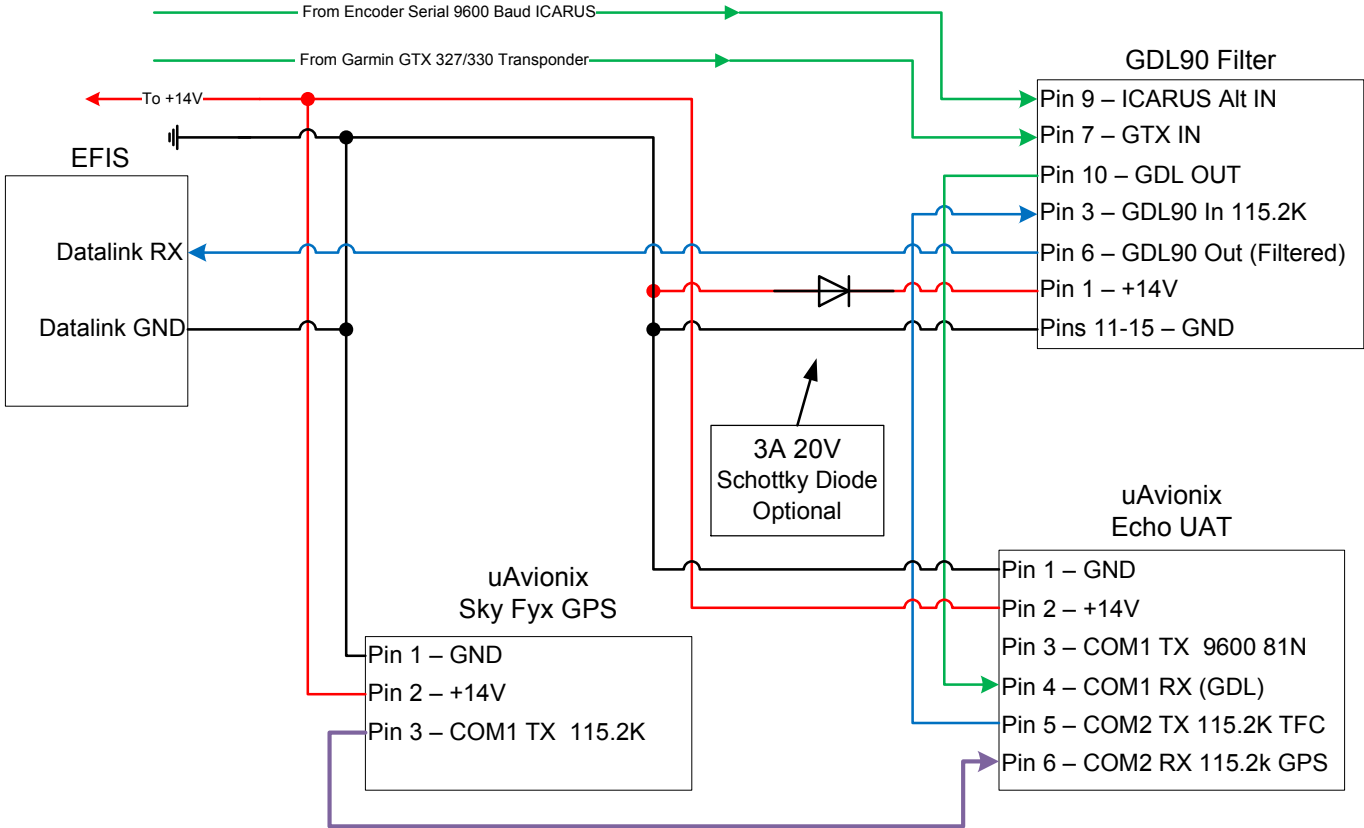 From Encoder Serial 9600 Baud ICARUS
From Garmin GTX 327/330 Transponder
To +14V
EFIS
Datalink RX
Datalink GND
GDL90 Filter
Pin 9 – ICARUS Alt IN
Pin 7 – GTX IN
Pin 10 – GDL OUT
Pin 3 – GDL90 In 115.2K
Pin 6 – GDL90 Out (Filtered)
Pin 1 – +14V
Pins 11-15 – GND
3A 20V
Schottky Diode
Optional
uAvionix
Sky Fyx GPS
Pin 1 – GND
Pin 2 – +14V
Pin 3 – COM1 TX  115.2K
uAvionix
Echo UAT
Pin 1 – GND
Pin 2 – +14V
Pin 3 – COM1 TX  9600 81N
Pin 4 – COM1 RX (GDL)
Pin 5 – COM2 TX 115.2K TFC
Pin 6 – COM2 RX 115.2k GPS